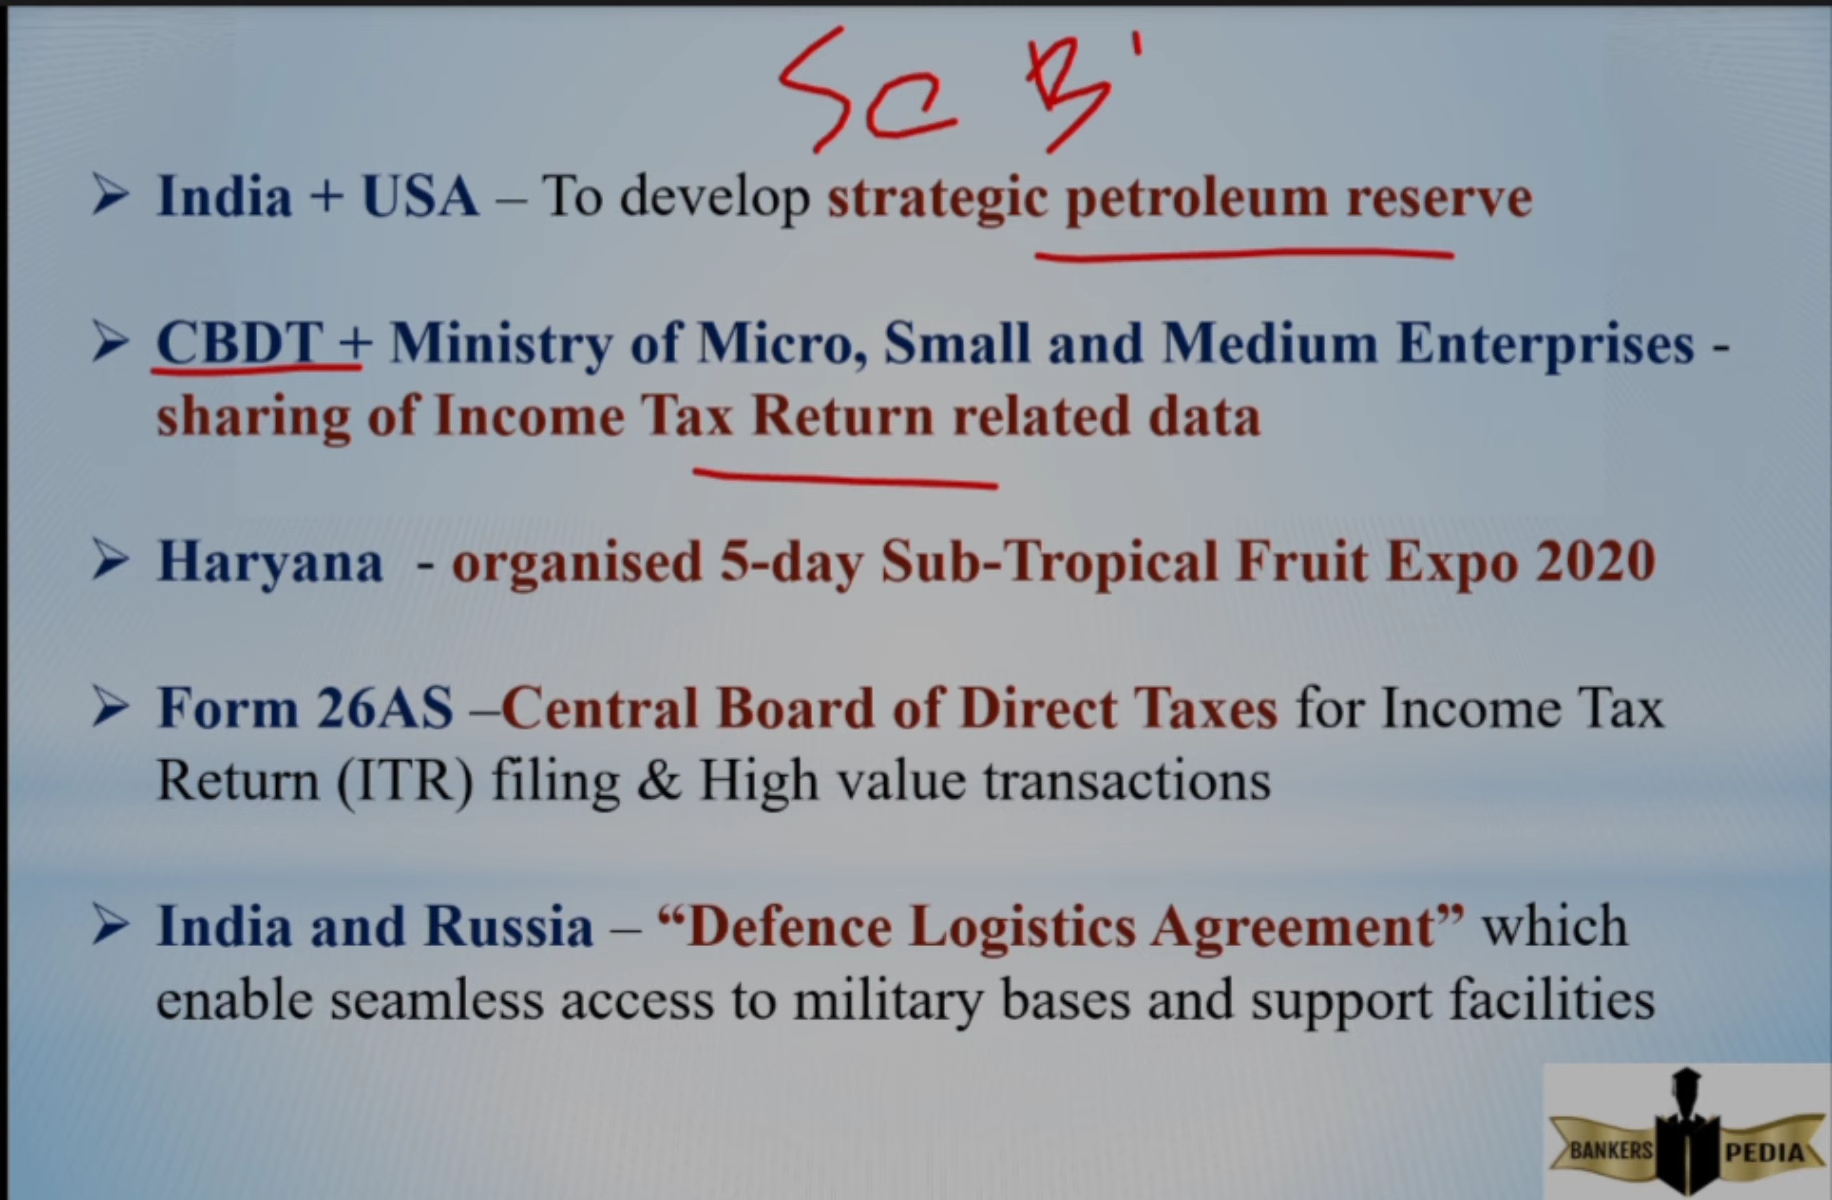 SeBI
➢ India + USA – To develop strategic petroleum reserve
➢ CBDT + Ministry of Micro, Small and Medium Enterprises -
sharing of Income Tax Return related data
➢ Haryana - organised 5-day Sub-Tropical Fruit Expo 2020
➢ Form 26AS –Central Board of Direct Taxes for Income Tax
Return (ITR) filing & High value transactions
➢ India and Russia – “Defence Logistics Agreement” which
enable seamless access to military bases and support facilities
BANKERS PEDIA